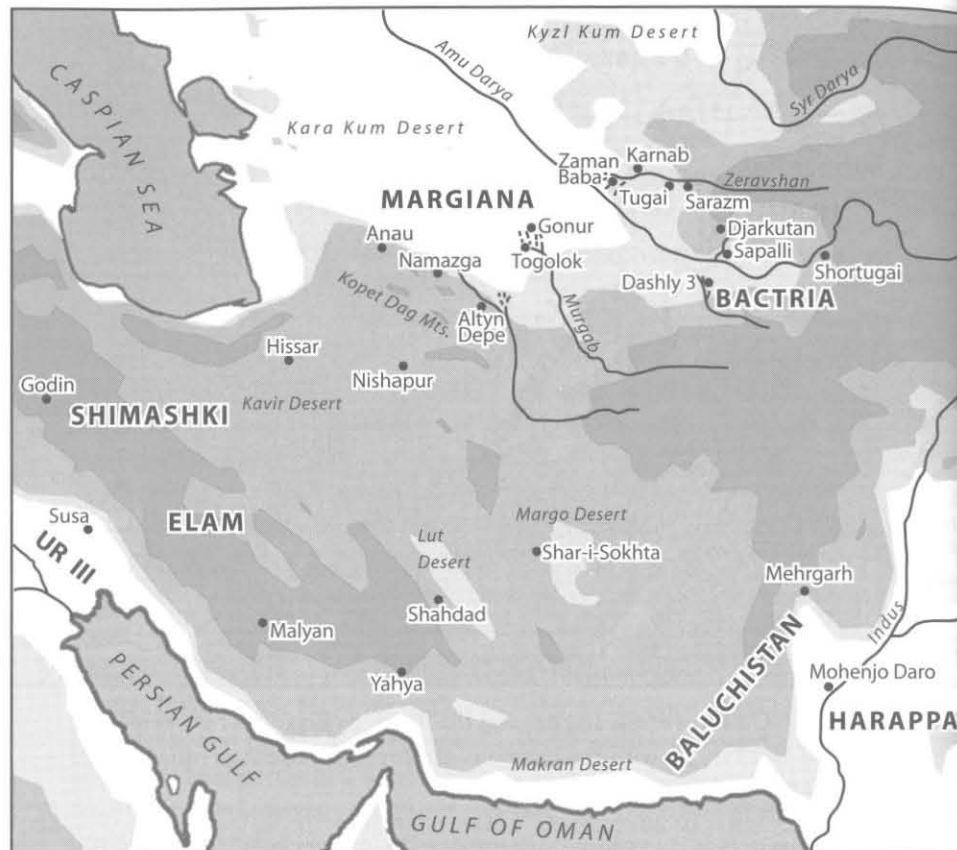 Kyzl Kum Desert
Amu Darya
Syr Darya
CASPIAN SEA
Kara Kum Desert
Zaman
Baba
Karnab
Zeravshan
Tugai
Sarazm
MARGIANA
Gonur
Djarkutan
Anau
Togolok
Sapalli
Namazga
Shortugai
Dashly 3
BACTRIA
Kopet Dag Mts.
Altyn
Depe
Murgab
Hissar
Nishapur
Godin
Kavir Desert
SHIMASHKI
Susa
ELAM
Margo Desert
UR III
Lut
Desert
Shar-i-Sokhta
Mehrgarh
Shahdad
Indus
Malyan
BALUCHISTAN
Yahya
Mohenjo Daro
PERSIAN GULF
HARAPPA
Makran Desert
GULF OF OMAN